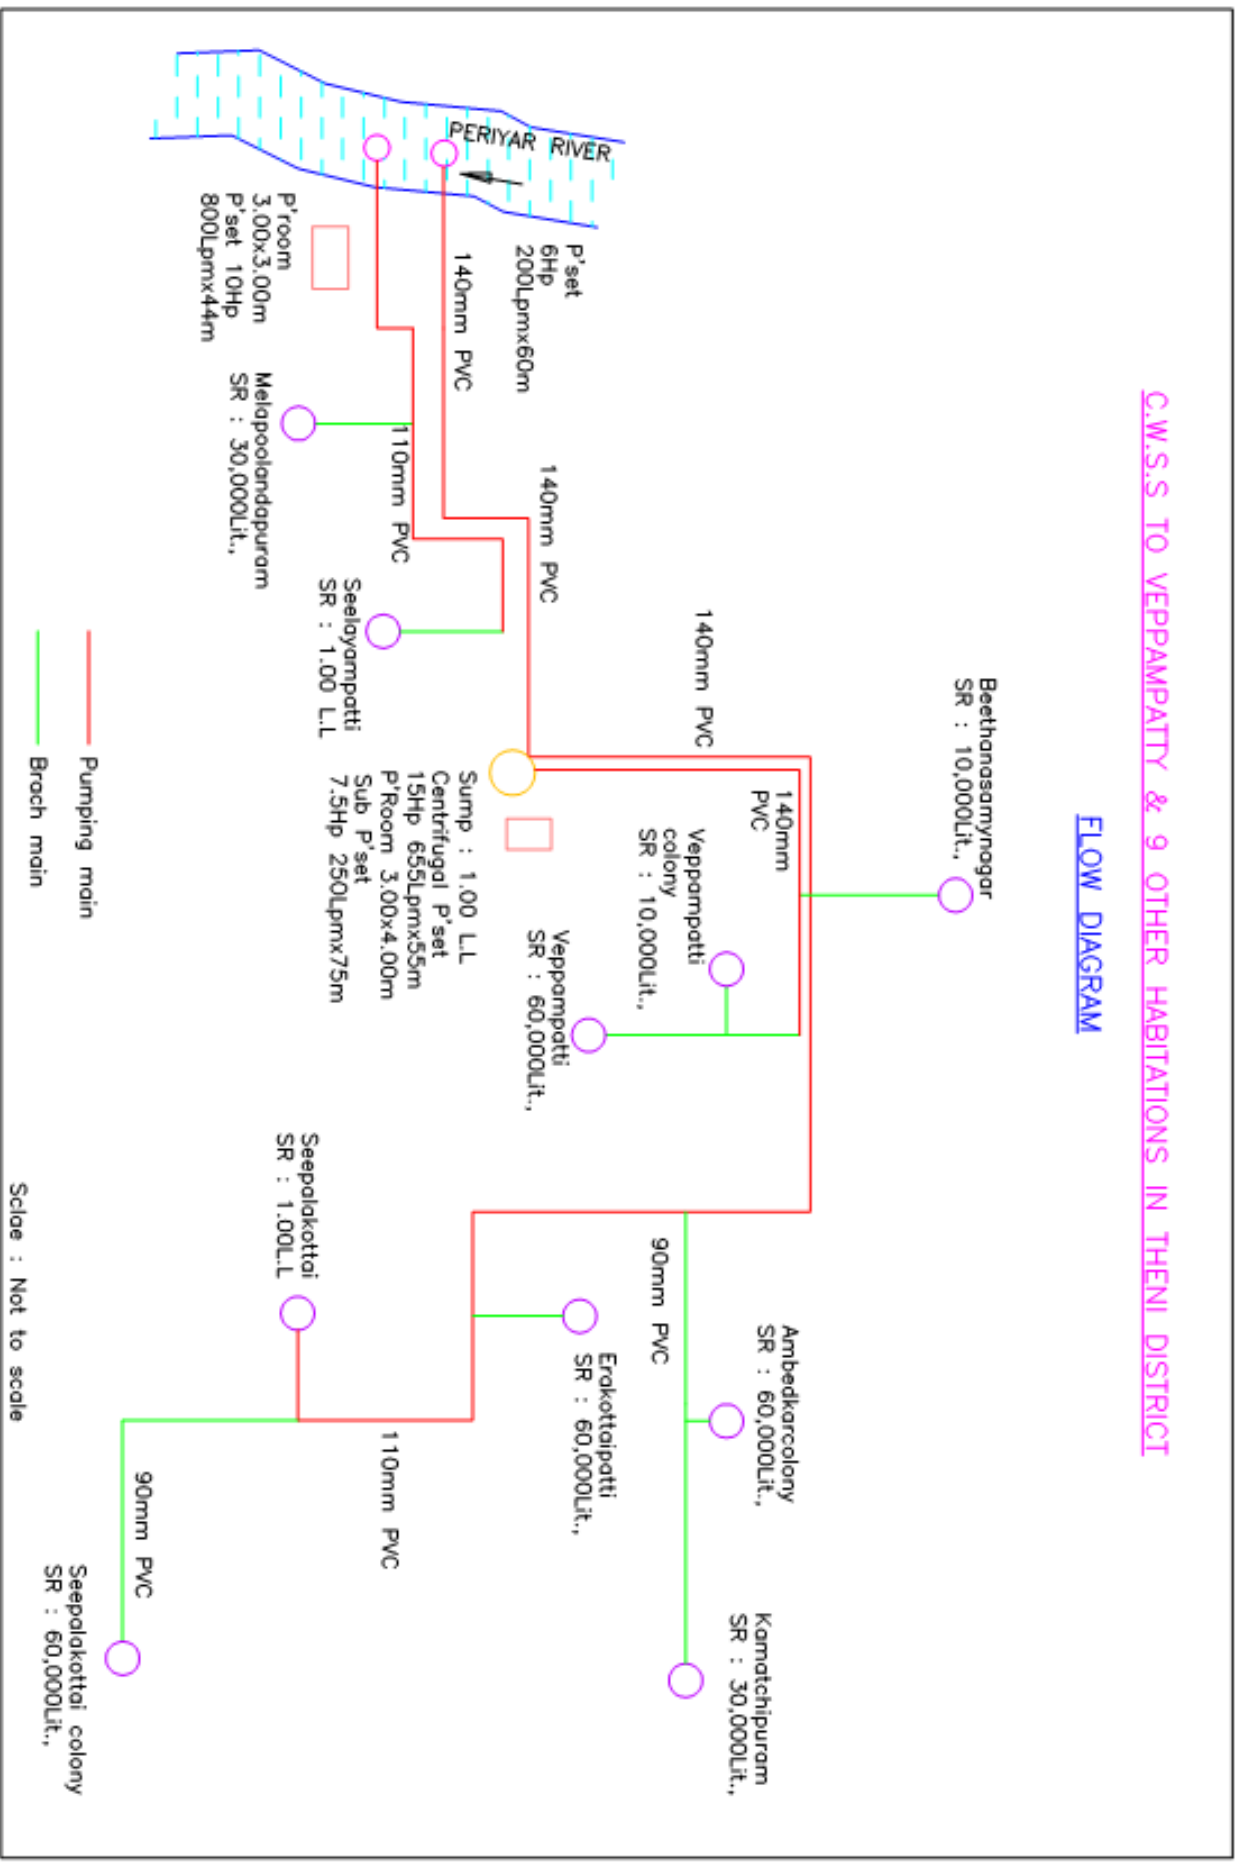 C.W.S.S TO VEPPAMPATTY & 9 OTHER HABITATIONS IN THENI DISTRICT
FLOW DIAGRAM
Beethanasamynagar
SR : 10,000Lit.,
Ambedkarcolony
SR : 60,000Lit.,
Kamatchipuram
SR : 30,000Lit.,
140mm PVC
140mm
PVC
Veppampatti
colony
SR : 10,000Lit.,
90mm PVC
PERIYAR RIVER
P'set
6Hp
200Lpmx60m
140mm PVC
140mm PVC
Veppampatti
SR : 60,000Lit.,
Erakottaipatti
SR : 60,000Lit.,
110mm PVC
Sump : 1.00 L.L
Centrifugal P'set
15Hp 655Lpmx55m
P'Room 3.00x4.00m
Sub P'set
7.5Hp 250Lpmx75m
110mm PVC
P'room
3.00x3.00m
P'set 10Hp
800Lpmx44m
Melapoolandapuram
SR : 30,000Lit.,
Seelayampatti
SR : 1.00 L.L
Seepalakottai
SR : 1.00L.L
90mm PVC
Seepalakottai colony
SR : 60,000Lit.,
Pumping main
Brach main
Sclae : Not to scale